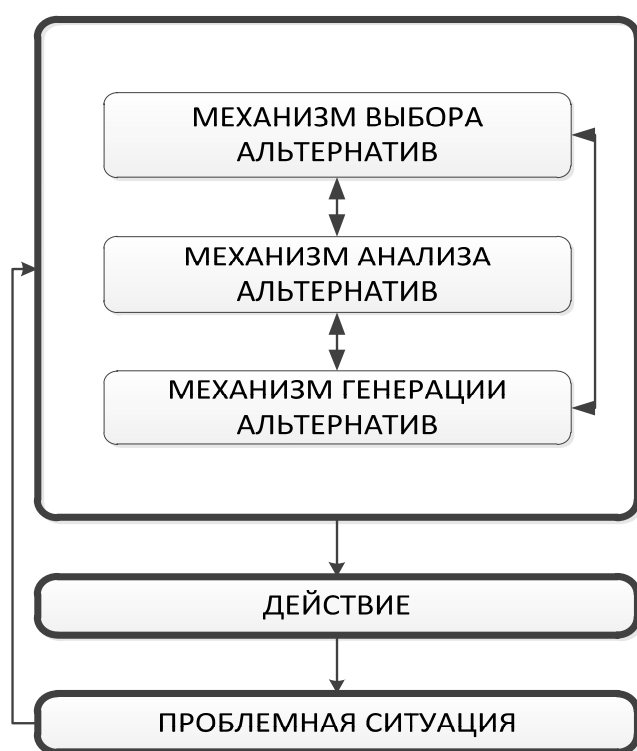 МЕХАНИЗМ ВЫБОРА
АЛЬТЕРНАТИВ
МЕХАНИЗМ АНАЛИЗА
АЛЬТЕРНАТИВ
МЕХАНИЗМ ГЕНЕРАЦИИ
АЛЬТЕРНАТИВ
ДЕЙСТВИЕ
ПРОБЛЕМНАЯ СИТУАЦИЯ